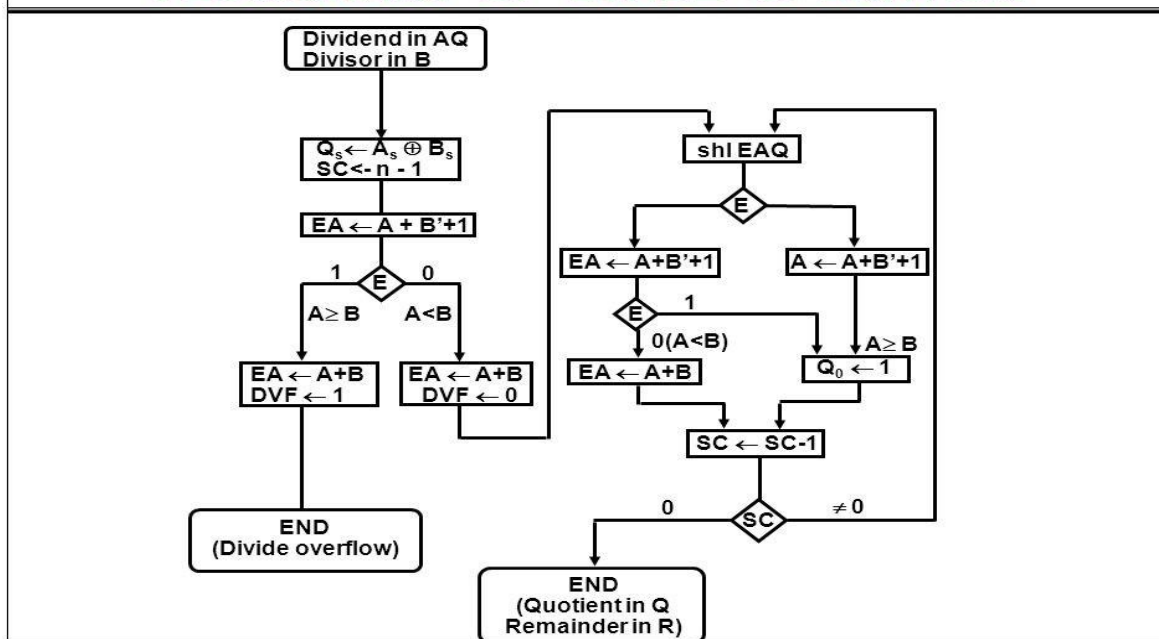 Dividend in AQ
Divisor in B
Qₛ← Aₛ ⊕ Bₛ
SC<- n - 1
EA ← A + B’+1
1
E
0
A≥ B
A<B
EA ← A+B
DVF ← 1
EA ← A+B
DVF ← 0
END
(Divide overflow)
shl EAQ
E
EA ← A+B’+1
A ← A+B’+1
E
1
0(A<B)
A≥ B
EA ← A+B
Q₀ ← 1
SC ← SC-1
0
SC
≠ 0
END
(Quotient in Q
Remainder in R)